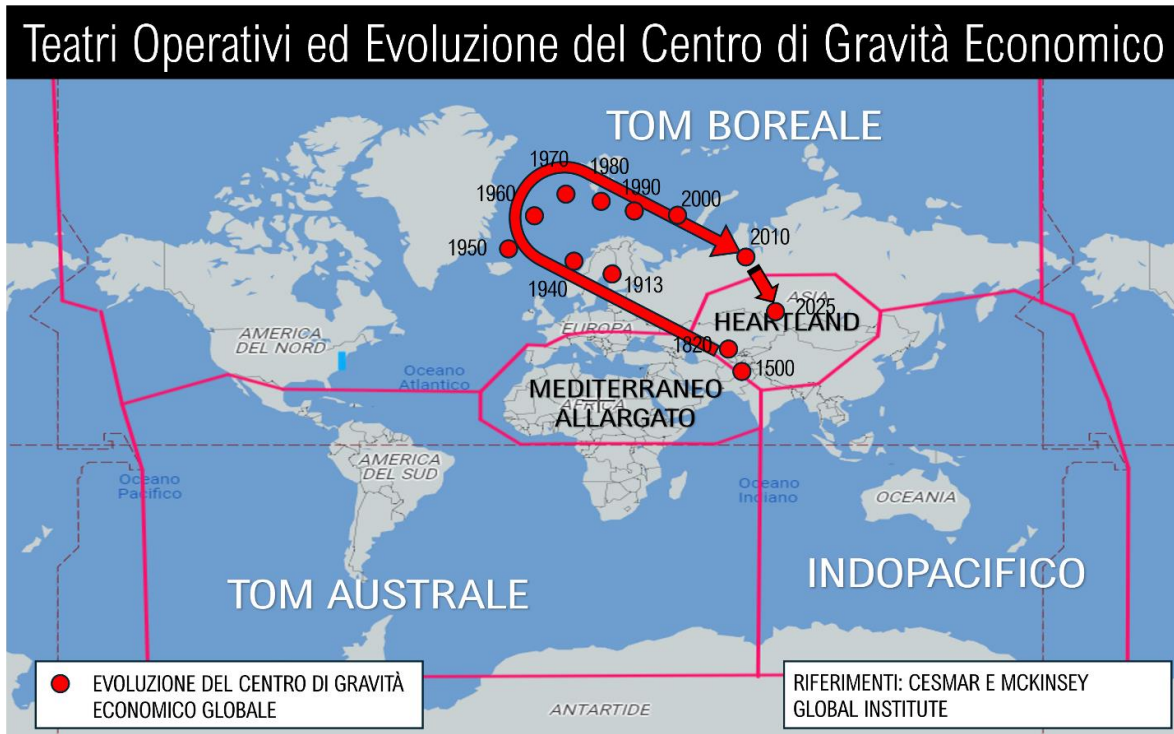 Teatri Operativi ed Evoluzione del Centro di Gravità Economico
TOM BOREALE
1970
1980
1960
1990
2000
1950
2010
1940
1913
ASIA
2025
HEARTLAND
EUROPA
1820
1500
AMERICA
DEL NORD
Oceano
Atlantico
MEDITERRANEO
AFRICA
ALLARGATO
AMERICA
DEL SUD
Oceano
Pacifico
Oceano
Indiano
OCEANIA
TOM AUSTRALE
INDOPACIFICO
EVOLUZIONE DEL CENTRO DI GRAVITÀ
ECONOMICO GLOBALE
RIFERIMENTI: CESMAR E MCKINSEY
GLOBAL INSTITUTE
ANTARTIDE